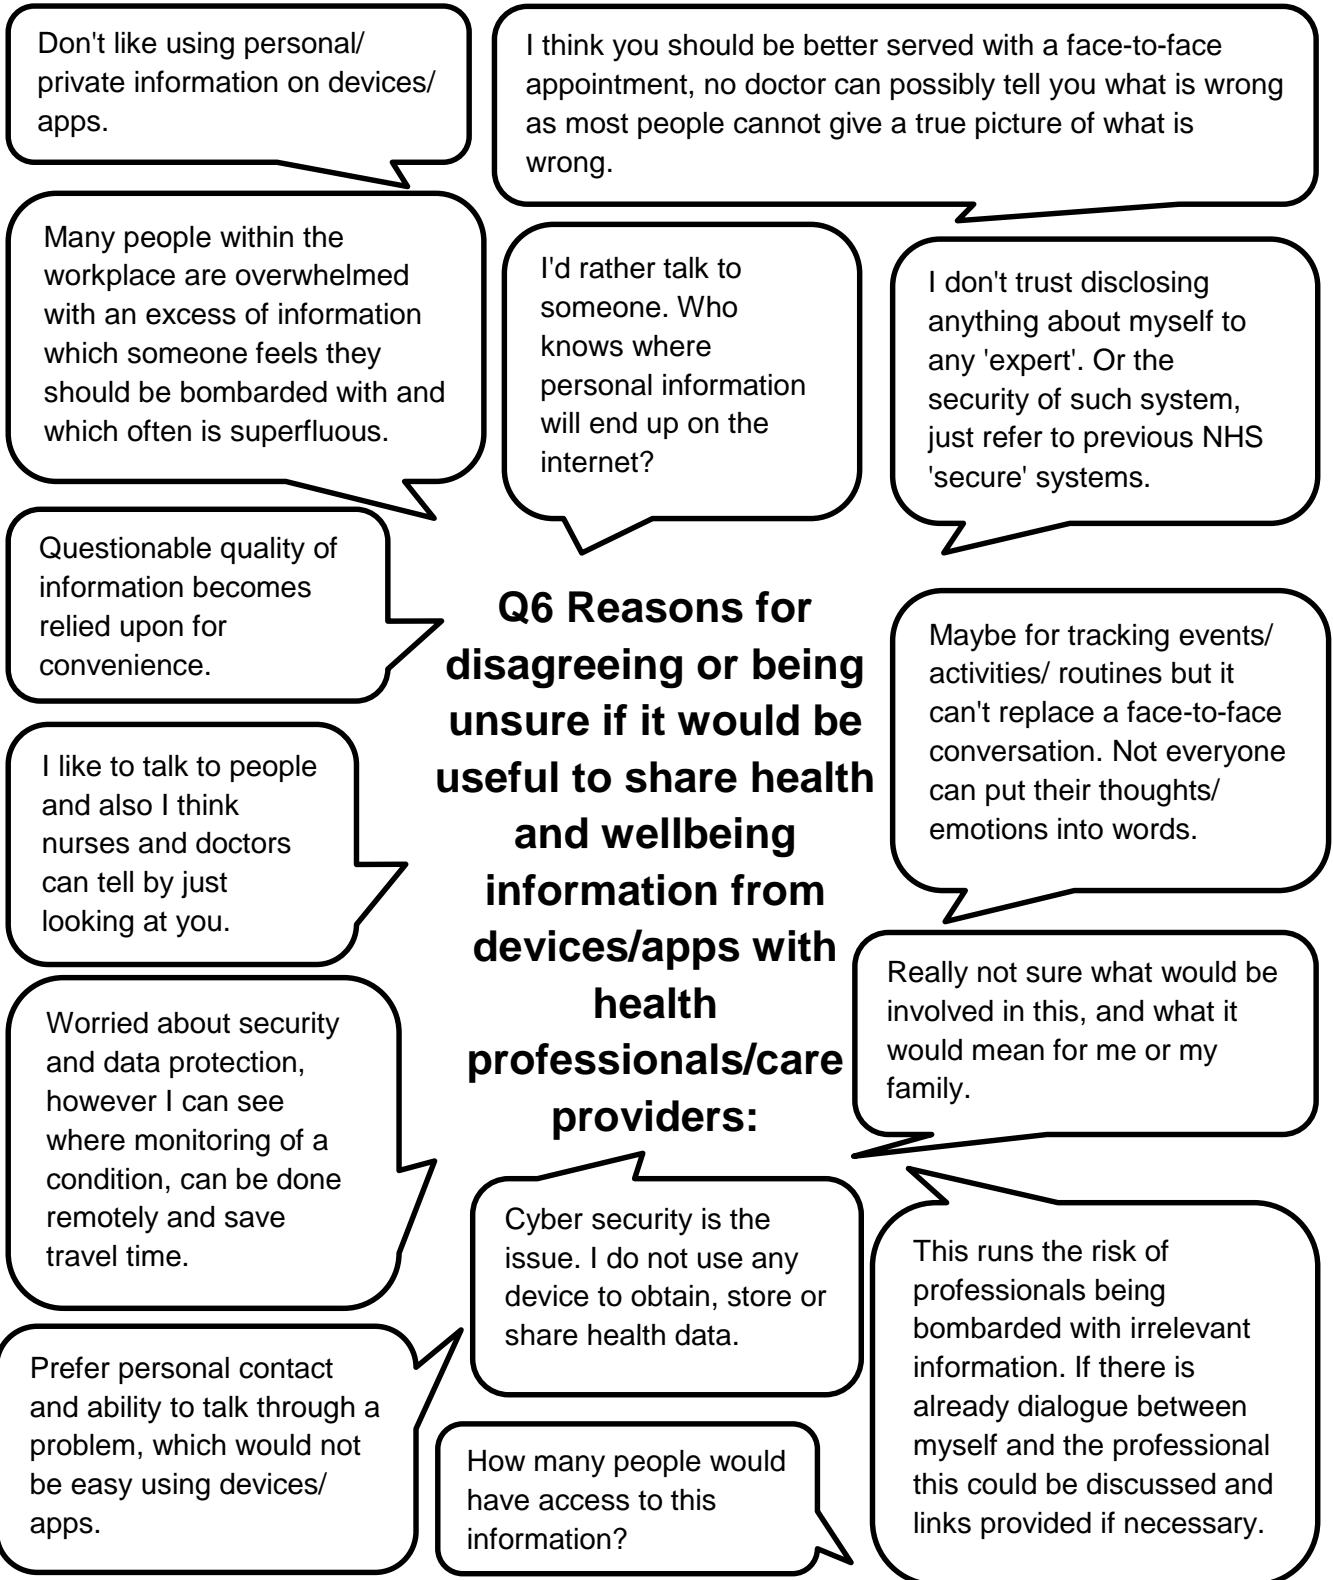 Don't like using personal/
private information on devices/
apps.
I think you should be better served with a face-to-face
appointment, no doctor can possibly tell you what is wrong
as most people cannot give a true picture of what is
wrong.
Many people within the
workplace are overwhelmed
with an excess of information
which someone feels they
should be bombarded with and
which often is superfluous.
I'd rather talk to
someone. Who
knows where
personal information
will end up on the
internet?
I don't trust disclosing
anything about myself to
any 'expert'. Or the
security of such system,
just refer to previous NHS
'secure' systems.
Questionable quality of
information becomes
relied upon for
convenience.
Q6 Reasons for
disagreeing or being
unsure if it would be
useful to share health
and wellbeing
information from
devices/apps with
health
professionals/care
providers:
Maybe for tracking events/
activities/ routines but it
can't replace a face-to-face
conversation. Not everyone
can put their thoughts/
emotions into words.
I like to talk to people
and also I think
nurses and doctors
can tell by just
looking at you.
Really not sure what would be
involved in this, and what it
would mean for me or my
family.
Worried about security
and data protection,
however I can see
where monitoring of a
condition, can be done
remotely and save
travel time.
Cyber security is the
issue. I do not use any
device to obtain, store or
share health data.
This runs the risk of
professionals being
bombarded with irrelevant
information. If there is
already dialogue between
myself and the professional
this could be discussed and
links provided if necessary.
Prefer personal contact
and ability to talk through a
problem, which would not
be easy using devices/
apps.
How many people would
have access to this
information?